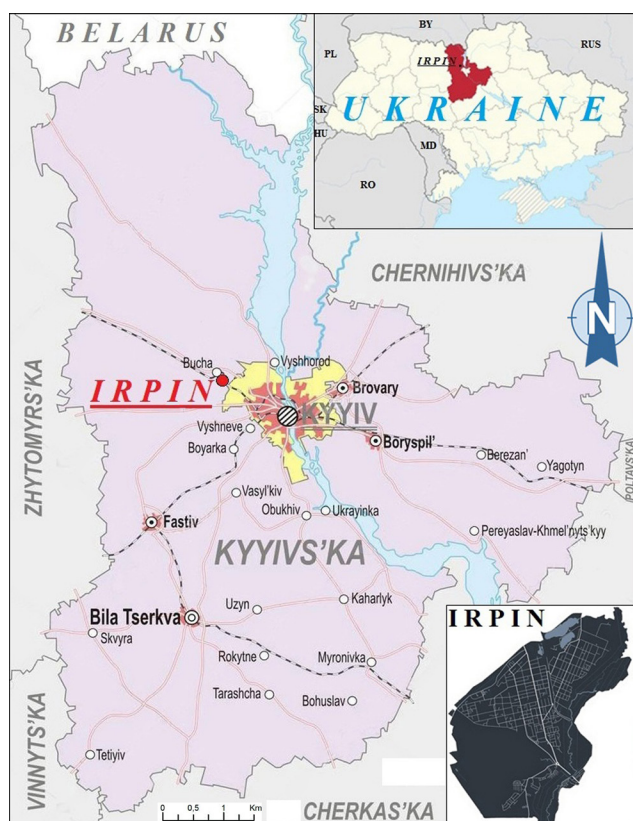 BELARUS
BY
RUS
PL
IRPIN
UKRAINE
SK
HU
MD
RO
CHERNIHIVS'KA
N
Bucha
Vyshhorod
IRPIN
Brovary
KYYIV
Vyshneve
Boryspil'
Boyarka
Berezan'
Yagotyn
ZHYTOMYRS'KA
POLTAVS'KA
Vasyl'kiv
Obukhiv
Ukrayinka
Fastiv
Pereyaslav-Khmel'nyts'kyy
KYYIVS'KA
Kaharlyk
Uzyn
Bila Tserkva
Skvyra
IRPIN
Rokytne
Myronivka
Tarashcha
Bohuslav
Tetiyiv
VINNYTS'KA
0 0,5 1 Km
CHERKAS'KA